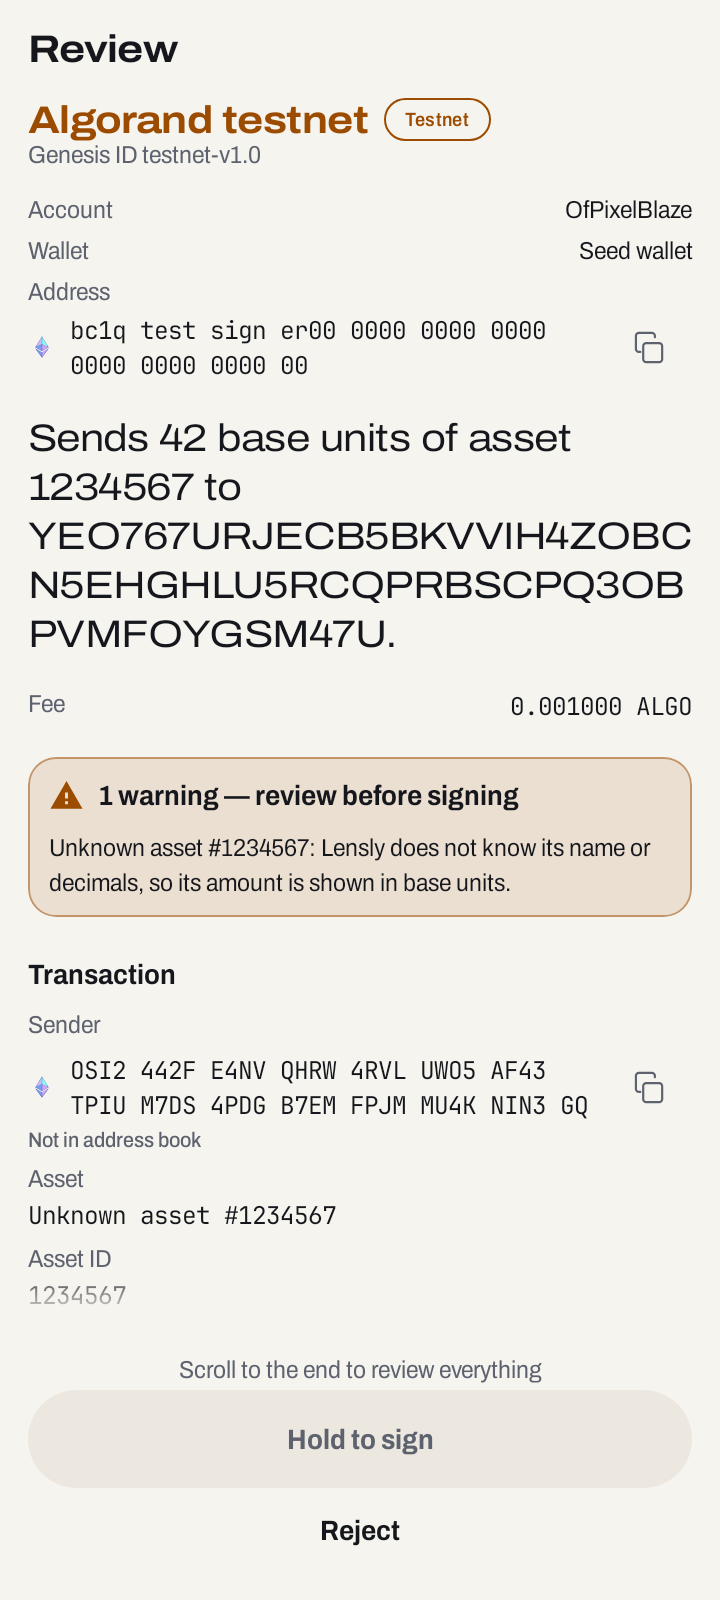 Review
Algorand testnet
Testnet
Genesis ID testnet-v1.0
Account
OfPixelBlaze
Wallet
Seed wallet
Address
bc1q test sign er00 0000 0000 0000
0000 0000 0000 00
Sends 42 base units of asset
1234567 to
YEO767URJECB5BKVVIH4ZOBC
N5EHGHLU5RCQPRBSCPQ3OB
PVMFOYGSM47U.
Fee
0.001000 ALGO
1 warning — review before signing
Unknown asset #1234567: Lensly does not know its name or
decimals, so its amount is shown in base units.
Transaction
Sender
OSI2 442F E4NV QHRW 4RVL UWO5 AF43
TPIU M7DS 4PDG B7EM FPJM MU4K NIN3 GQ
Not in address book
Asset
Unknown asset #1234567
Asset ID
1234567
Scroll to the end to review everything
Hold to sign
Reject